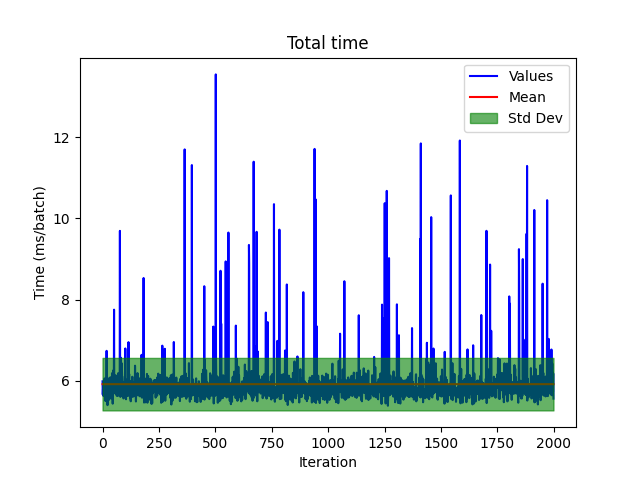 Total time
Values
Mean
Std Dev
Time (ms/batch)
12
10
8
6
0 250 500 750 1000 1250 1500 1750 2000
Iteration